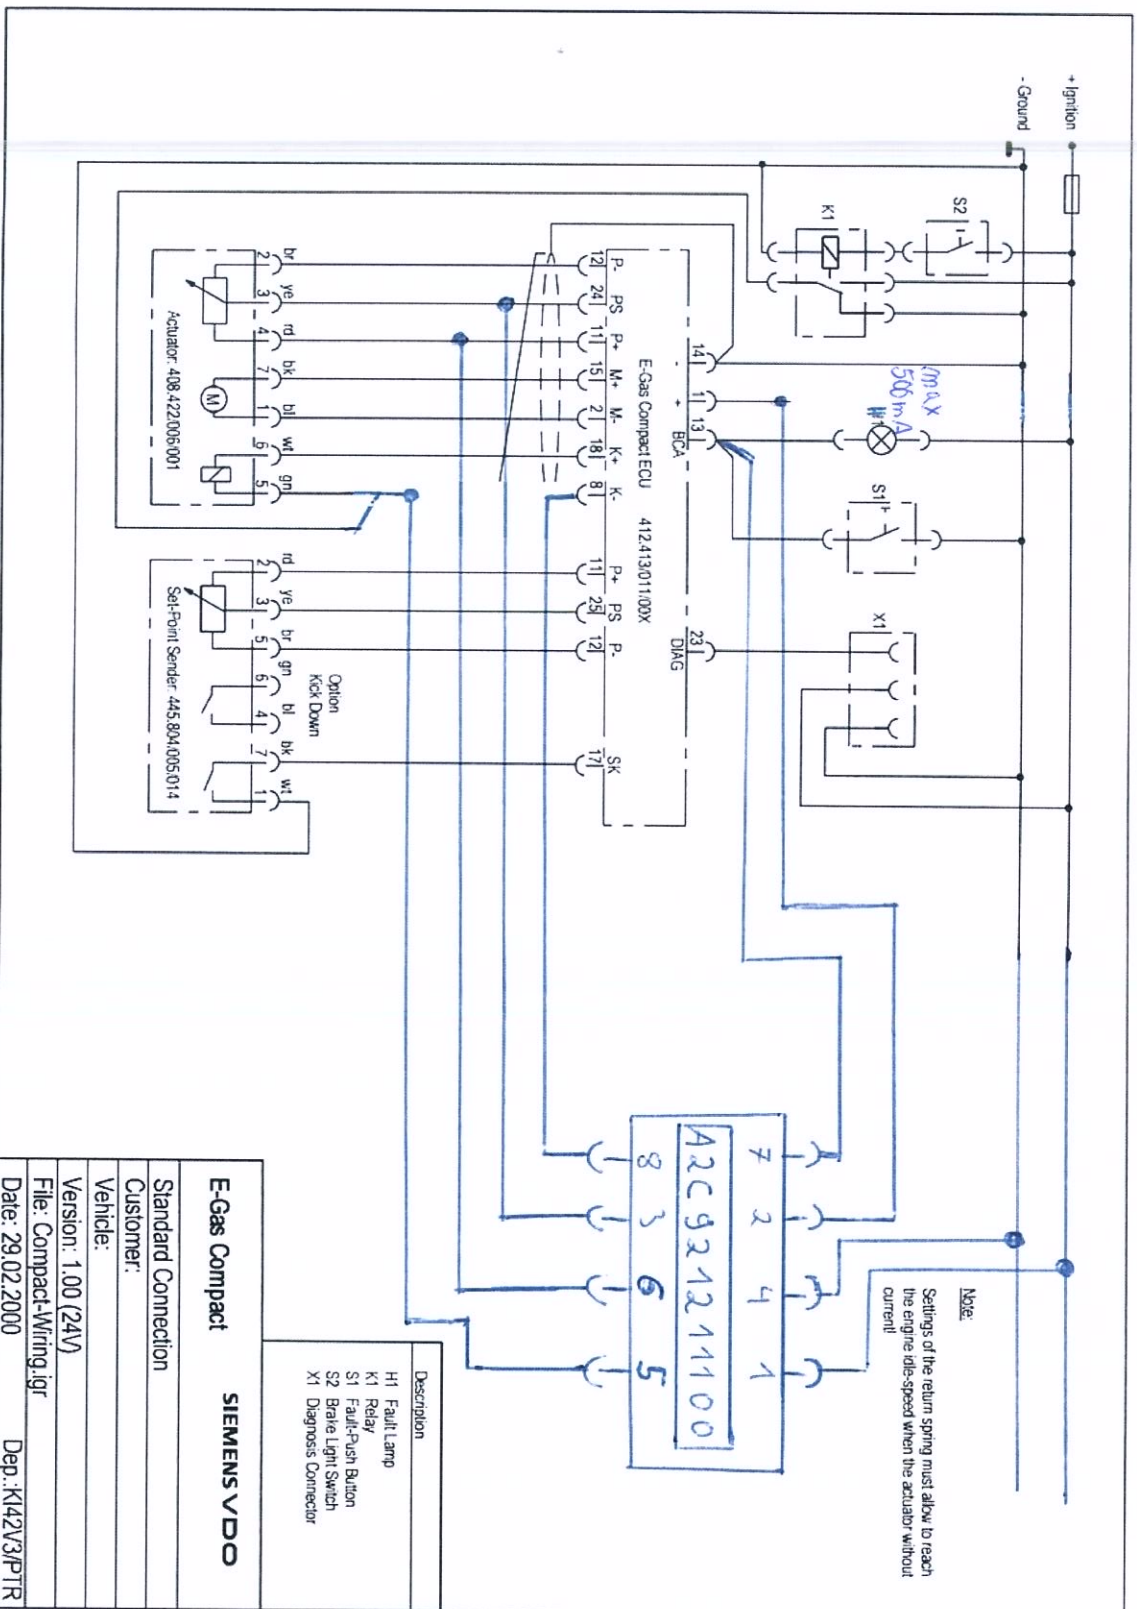 + Ignition
- Ground
S2
K1
max
500 mA
H1
S1
X1
14
1
13
23
-
+
BCA
DIAG
E-Gas Compact ECU 412.413/011/00X
P-
PS
P+
M+
M-
K+
K-
P+
PS
P-
SK
12
24
11
15
2
18
8
11
25
12
17
br
ye
rd
bk
bl
wt
gn
2
3
4
7
1
6
5
M
Actuator: 408.422/006/001
rd
ye
br
gn
bl
bk
wt
2
3
5
6
4
7
1
Option
Kick Down
Set-Point Sender: 445.804/005/014
7
2
4
1
A2C921211100
8
3
6
5
Note:
Settings of the return spring must allow to reach
the engine idle-speed when the actuator without
current!
Description
H1 Fault Lamp
K1 Relay
S1 Fault-Push Button
S2 Brake Light Switch
X1 Diagnosis Connector
E-Gas Compact SIEMENS VDO
Standard Connection
Customer:
Vehicle:
Version: 1.00 (24V)
File: Compact-Wiring.igr
Date: 29.02.2000 Dep.:KI42V3/PTR